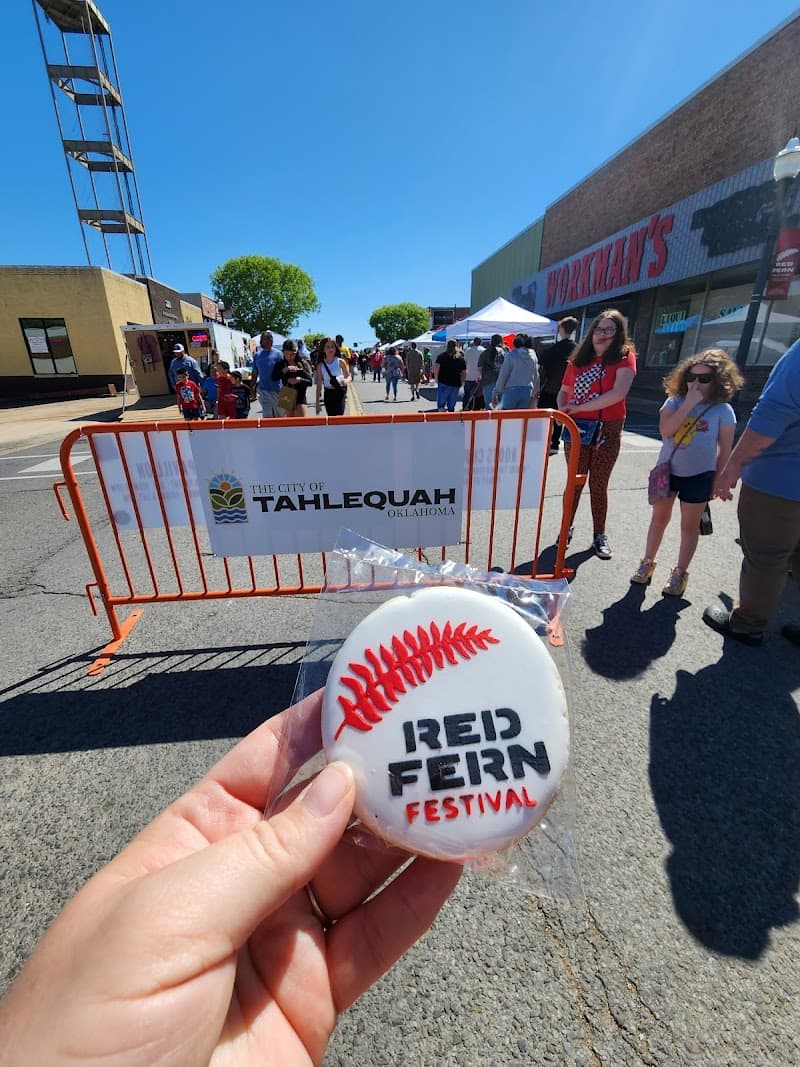 WORKMAN'S
RED
FERN
THE CITY OF
TAHLEQUAH
OKLAHOMA
RED
FERN
FESTIVAL